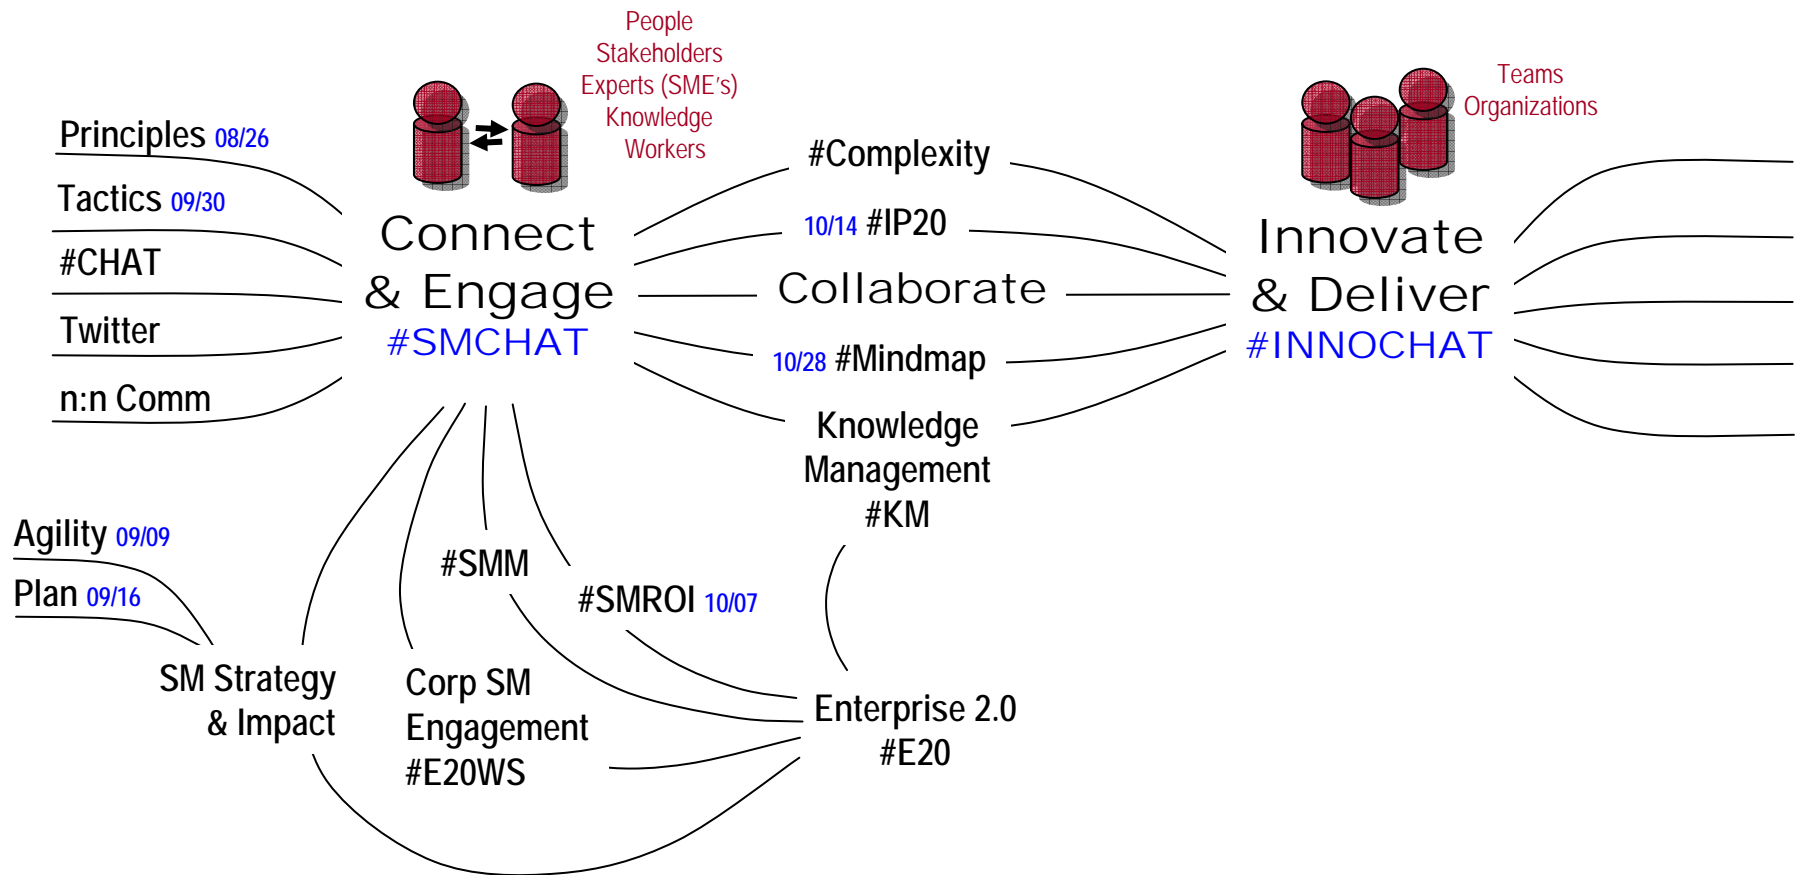 People
Stakeholders
Experts (SME's)
Knowledge
Workers
Teams
Organizations
Principles 08/26
Tactics 09/30
#CHAT
Twitter
n:n Comm
Connect
& Engage
#SMCHAT
#Complexity
10/14 #IP20
Collaborate
10/28 #Mindmap
Knowledge
Management
#KM
Innovate
& Deliver
#INNOCHAT
Agility 09/09
Plan 09/16
#SMM
#SMROI 10/07
SM Strategy
& Impact
Corp SM
Engagement
#E20WS
Enterprise 2.0
#E20